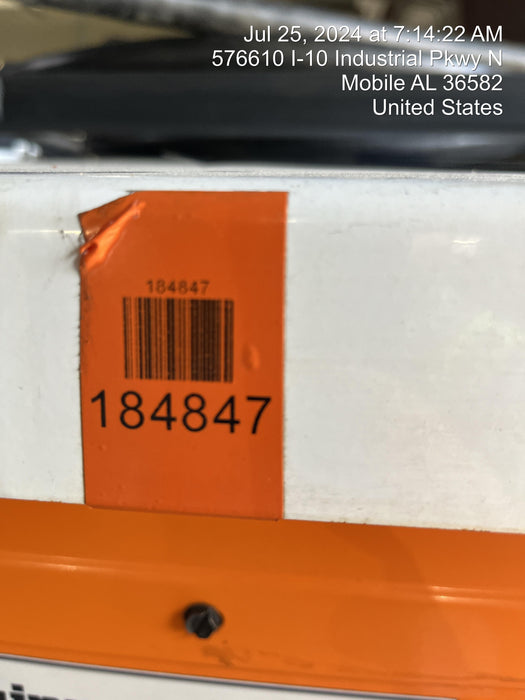 Jul 25, 2024 at 7:14:22 AM
576610 I-10 Industrial Pkwy N
Mobile AL 36582
United States
184847
184847